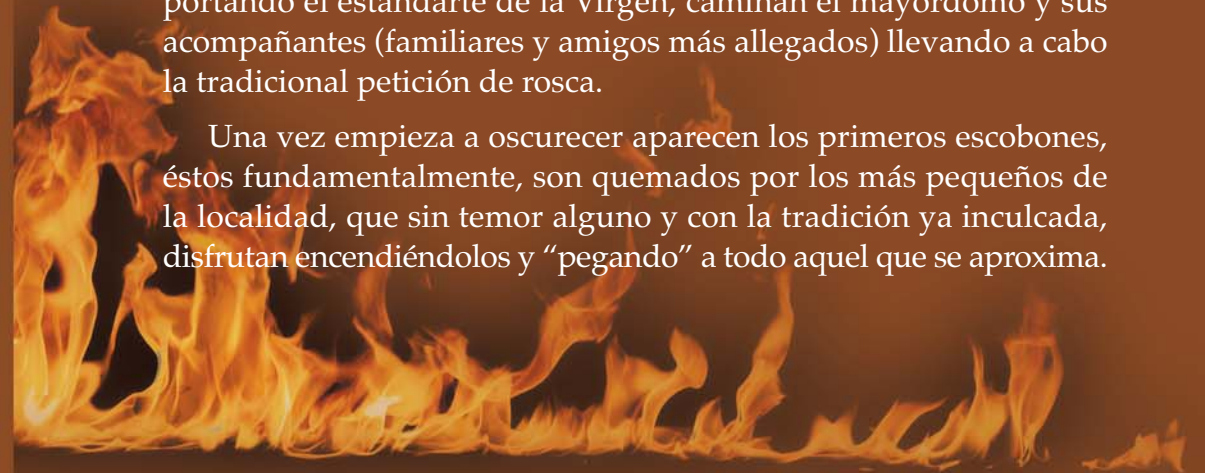 portando el estandarte de la Virgen, caminan el mayordomo y sus
acompañantes (familiares y amigos más allegados) llevando a cabo
la tradicional petición de rosca.
Una vez empieza a oscurecer aparecen los primeros escobones,
éstos fundamentalmente, son quemados por los más pequeños de
la localidad, que sin temor alguno y con la tradición ya inculcada,
disfrutan encendiéndolos y “pegando” a todo aquel que se aproxima.